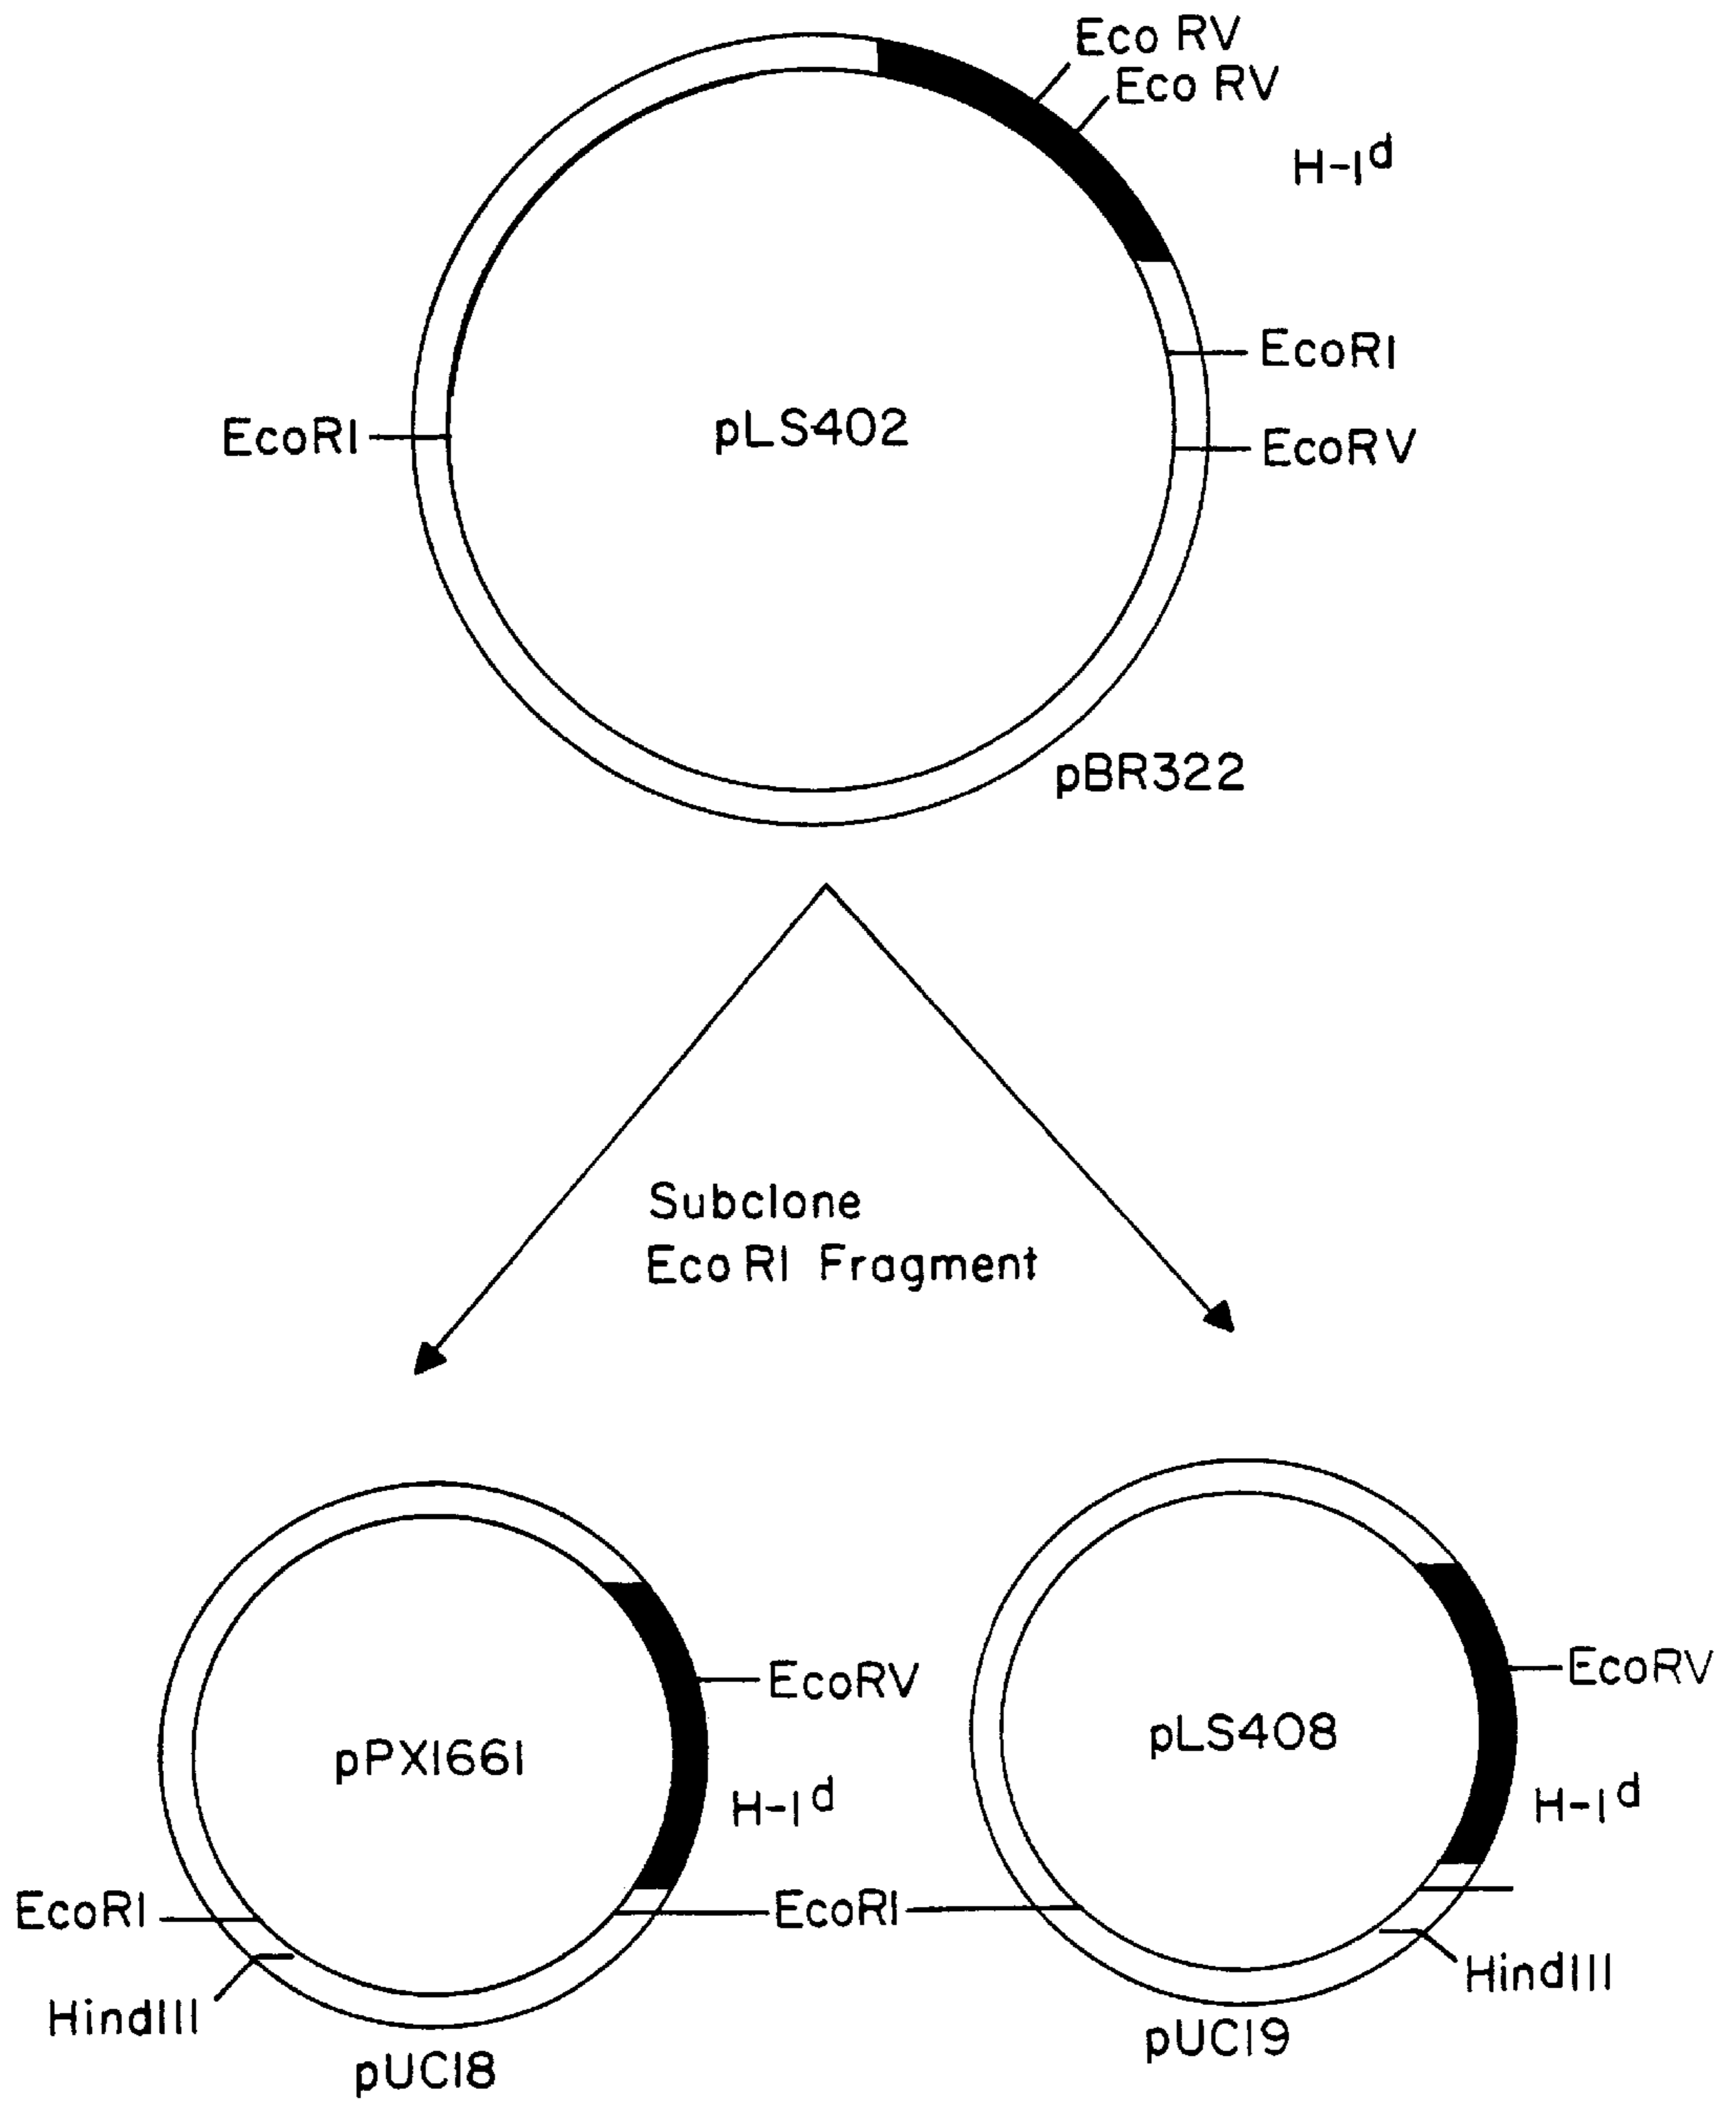 Eco RV
Eco RV
H-1d
EcoRI
EcoRI
pLS402
EcoRV
pBR322
Subclone
Eco RI Fragment
EcoRV
EcoRV
pPX1661
pLS408
H-1d
H-1d
EcoRI
EcoRI
HindIII
HindIII
pUC18
pUC19